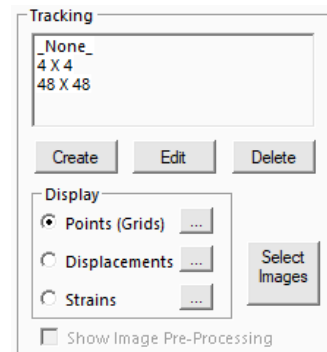 Tracking
_None_
4 X 4
48 X 48
Create Edit Delete
Display
Points (Grids) ...
Displacements ...
Strains ...
Select
Images
Show Image Pre-Processing